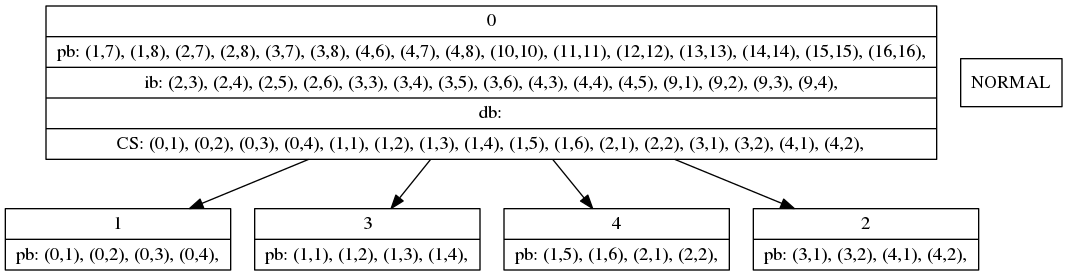 0
pb: (1,7), (1,8), (2,7), (2,8), (3,7), (3,8), (4,6), (4,7), (4,8), (10,10), (11,11), (12,12), (13,13), (14,14), (15,15), (16,16),
ib: (2,3), (2,4), (2,5), (2,6), (3,3), (3,4), (3,5), (3,6), (4,3), (4,4), (4,5), (9,1), (9,2), (9,3), (9,4),
db:
CS: (0,1), (0,2), (0,3), (0,4), (1,1), (1,2), (1,3), (1,4), (1,5), (1,6), (2,1), (2,2), (3,1), (3,2), (4,1), (4,2),
NORMAL
1
pb: (0,1), (0,2), (0,3), (0,4),
3
pb: (1,1), (1,2), (1,3), (1,4),
4
pb: (1,5), (1,6), (2,1), (2,2),
2
pb: (3,1), (3,2), (4,1), (4,2),